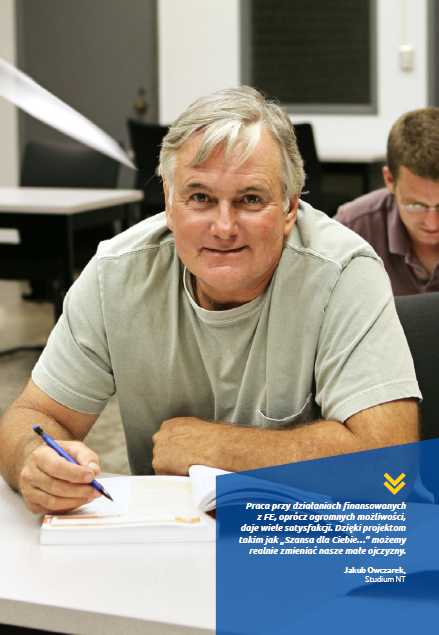 Praca przy działaniach finansowanych
z FE, oprócz ogromnych możliwości,
daje wiele satysfakcji. Dzięki projektom
takim jak „Szansa dla Ciebie...” możemy
realnie zmieniać nasze małe ojczyzny.
Jakub Owczarek,
Studium NT